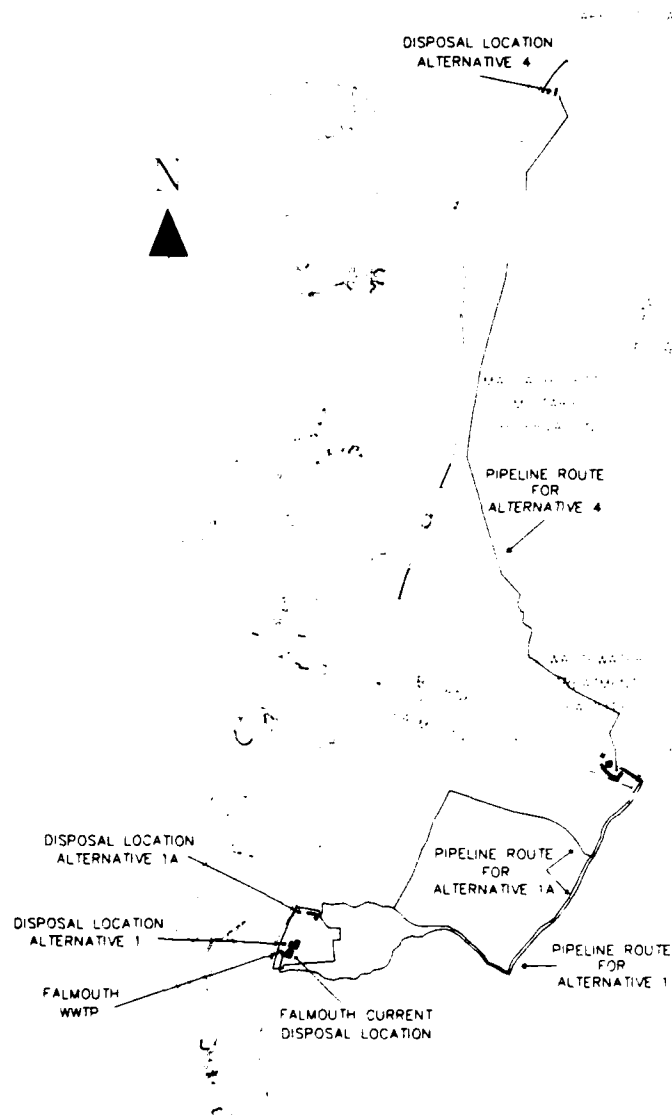 DISPOSAL LOCATION
ALTERNATIVE 4
N
PIPELINE ROUTE
FOR
ALTERNATIVE 4
DISPOSAL LOCATION
ALTERNATIVE 1A
PIPELINE ROUTE
FOR
ALTERNATIVE 1A
DISPOSAL LOCATION
ALTERNATIVE 1
PIPELINE ROUTE
FOR
ALTERNATIVE 1
FALMOUTH
WWTP
FALMOUTH CURRENT
DISPOSAL LOCATION